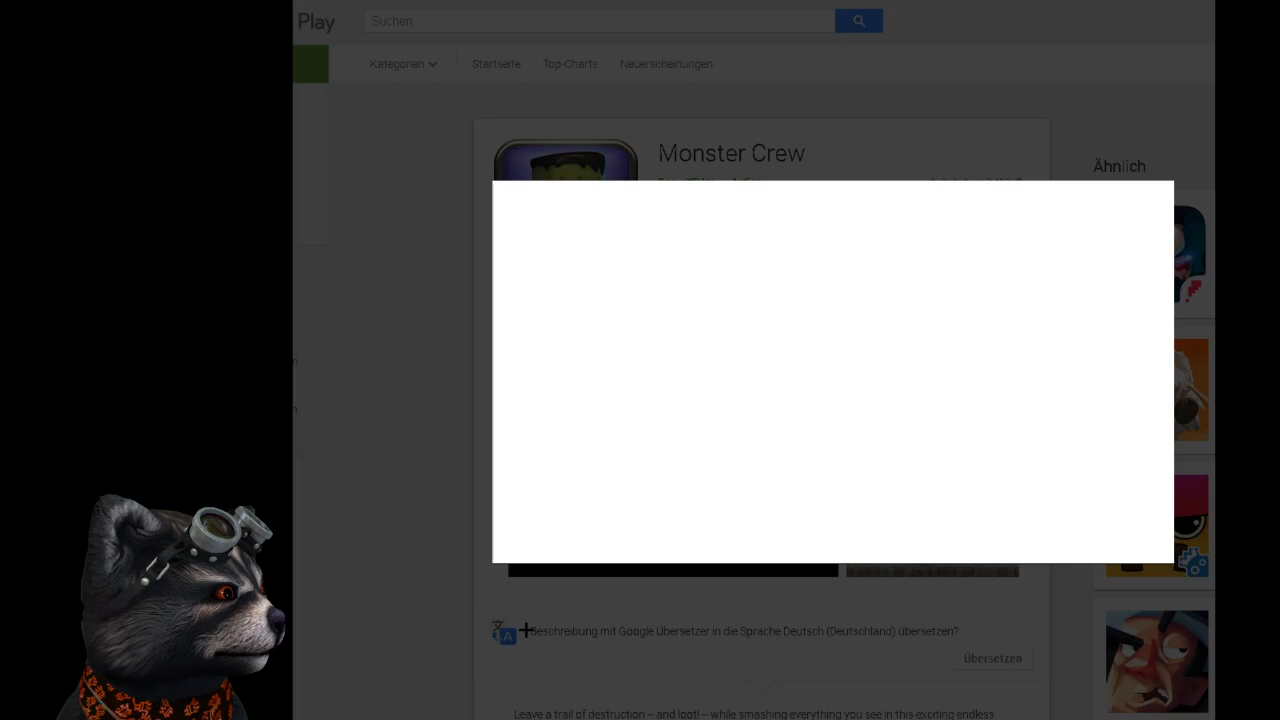 Play
Suchen
Kategorien
Startseite
Top-Charts
Neuerscheinungen
Monster Crew
Ähnlich
A
Beschreibung mit Google Übersetzer in die Sprache Deutsch (Deutschland) übersetzen?
Übersetzen
Leave a trail of destruction – and loot! – while smashing everything you see in this exciting endless